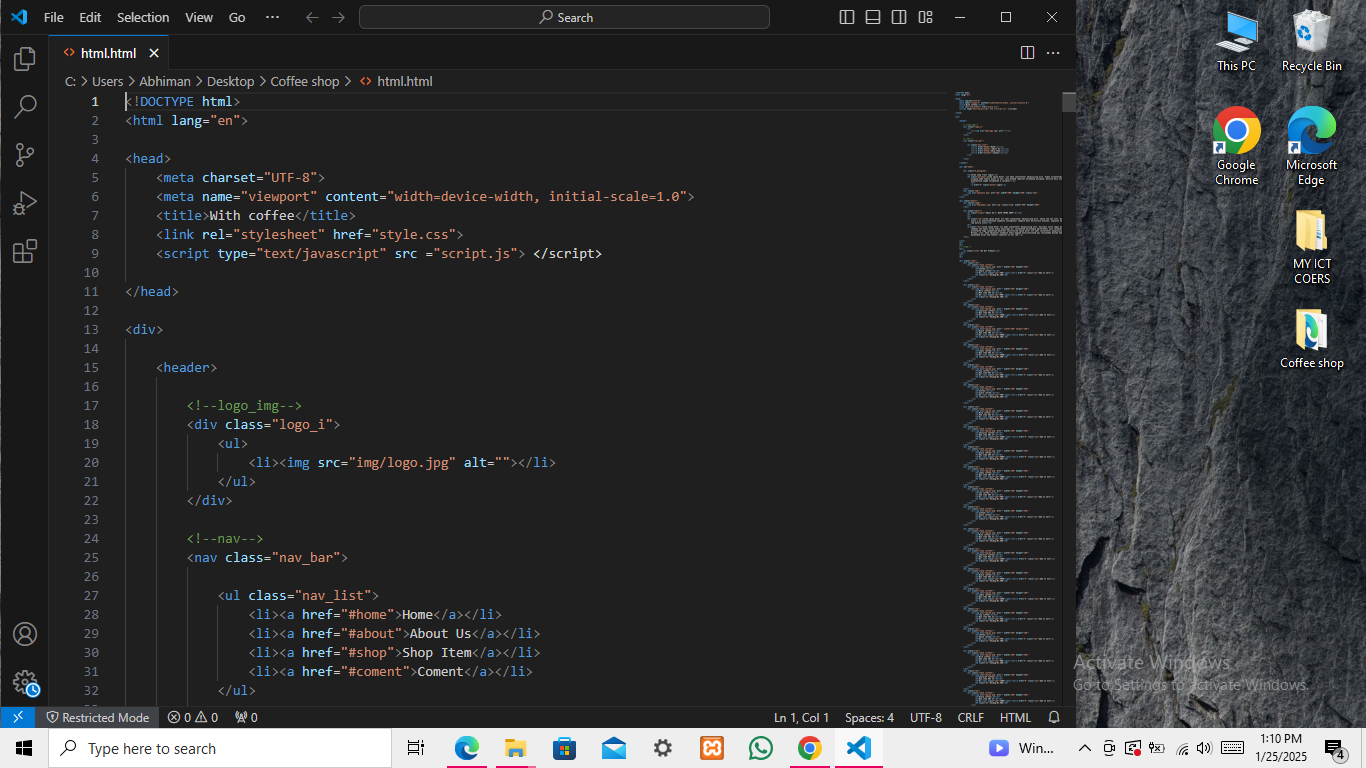 File Edit Selection View Go ··· Search
html.html
C: > Users > Abhiman > Desktop > Coffee shop > html.html
1 <!DOCTYPE html>
2 <html lang="en">
3
4 <head>
5 <meta charset="UTF-8">
6 <meta name="viewport" content="width=device-width, initial-scale=1.0">
7 <title>With coffee</title>
8 <link rel="stylesheet" href="style.css">
9 <script type="text/javascript" src ="script.js"> </script>
10
11 </head>
12
13 <div>
14
15 <header>
16
17 <!--logo_img-->
18 <div class="logo_i">
19 <ul>
20 <li><img src="img/logo.jpg" alt=""></li>
21 </ul>
22 </div>
23
24 <!--nav-->
25 <nav class="nav_bar">
26
27 <ul class="nav_list">
28 <li><a href="#home">Home</a></li>
29 <li><a href="#about">About Us</a></li>
30 <li><a href="#shop">Shop Item</a></li>
31 <li><a href="#coment">Coment</a></li>
32 </ul>
Restricted Mode 0 0 0 Ln 1, Col 1 Spaces: 4 UTF-8 CRLF HTML
This PC
Recycle Bin
Google
Chrome
Microsoft
Edge
MY ICT
COERS
Coffee shop
Activate Windows
Go to Settings to activate Windows.
Type here to search
Win...
1:10 PM
1/25/2025
4